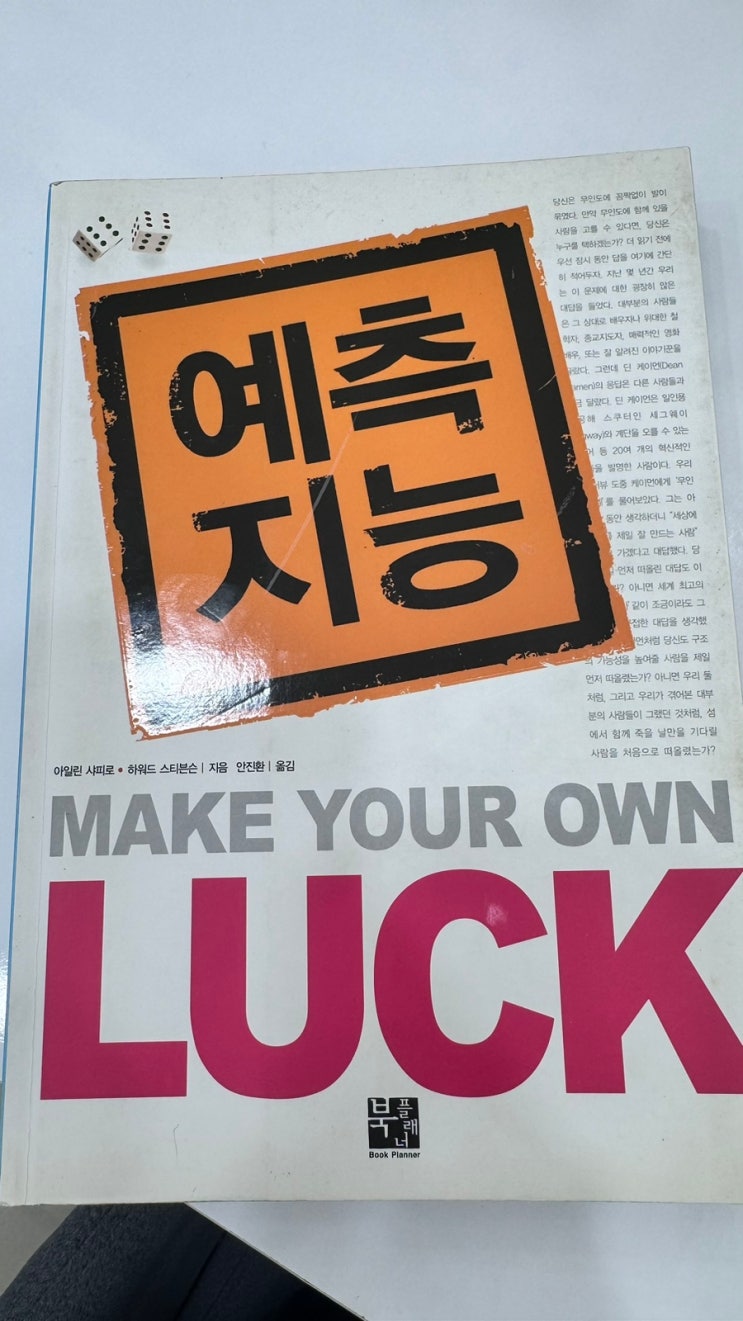 당신은 무인도에 꼼짝없이 발이
묶였다. 만약 무인도에 함께 있을
사람을 고를 수 있다면, 당신은
누구를 택하겠는가? 더 읽기 전에
우선 잠시 동안 답을 여기에 간단
히 적어두자. 지난 몇 년간 우리
는 이 문제에 대한 굉장히 많은
대답을 들었다. 대부분의 사람들
은 그 상대로 배우자나 위대한 철
학자, 종교지도자, 매력적인 영화
배우, 또는 잘 알려진 이야기꾼을
골랐다. 그런데 딘 케이먼(Dean
의 응답은 다른 사람들과
달랐다. 딘 케이먼은 일인용
스쿠터인 세그웨이
와 계단을 오를 수 있는
등 20여 개의 혁신적인
발명한 사람이다. 우리
도중 케이먼에게 '무인
를 물어보았다. 그는 아
동안 생각하더니 "세상에
제일 잘 만드는 사람"
가겠다고 대답했다. 당
먼저 떠올린 대답도 이
아니면 세계 최고의
같이 조금이라도 그
대답을 생각했
당신도 구조
의 가능성을 높여줄 사람을 제일
먼저 떠올렸는가? 아니면 우리 둘
처럼, 그리고 우리가 겪어본 대부
분의 사람들이 그랬던 것처럼, 섬
에서 함께 죽을 날만을 기다릴
사람을 처음으로 떠올렸는가?
예측
지능
아일린 샤피로 • 하워드 스티븐슨 | 지음 안진환 | 옮김
MAKE YOUR OWN
LUCK
북플래너
Book Planner